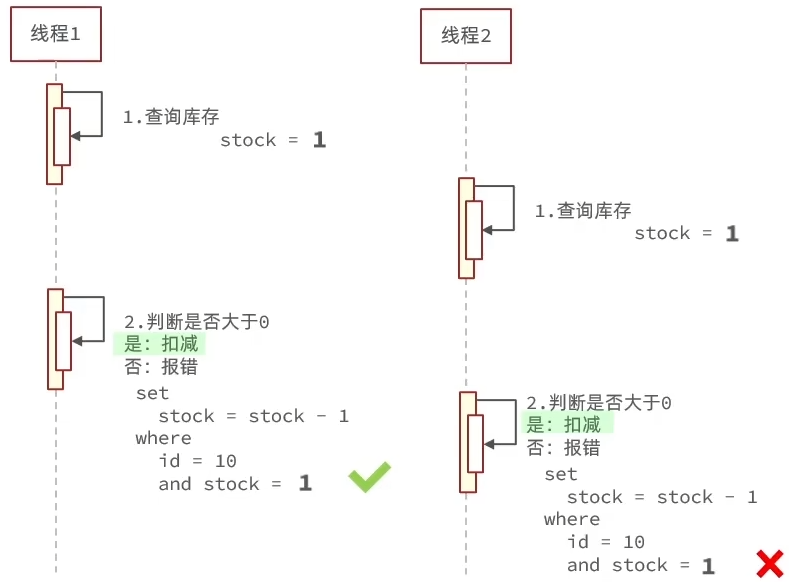 线程1
1.查询库存
stock = 1
2.判断是否大于0
是: 扣减
否: 报错
set
stock = stock - 1
where
id = 10
and stock = 1
线程2
1.查询库存
stock = 1
2.判断是否大于0
是: 扣减
否: 报错
set
stock = stock - 1
where
id = 10
and stock = 1